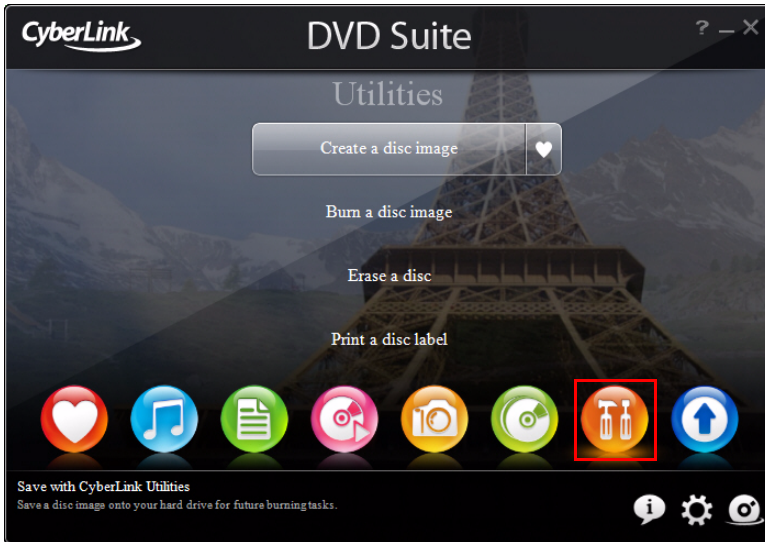 CyberLink
DVD Suite
? – X
Utilities
Create a disc image
Burn a disc image
Erase a disc
Print a disc label
Save with CyberLink Utilities
Save a disc image onto your hard drive for future burning tasks.